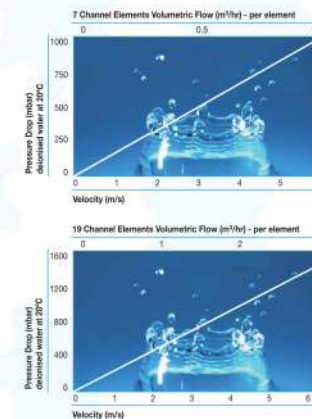 7 Channel Elements Volumetric Flow (m³/hr) - per element
0 0.5
Pressure Drop (mbar)
deionised water at 20°C
1000
750
500
250
0
0 1 2 3 4 5
Velocity (m/s)
19 Channel Elements Volumetric Flow (m³/hr) - per element
0 1 2
Pressure Drop (mbar)
deionised water at 20°C
1600
1200
800
400
0
0 1 2 3 4 5 6
Velocity (m/s)